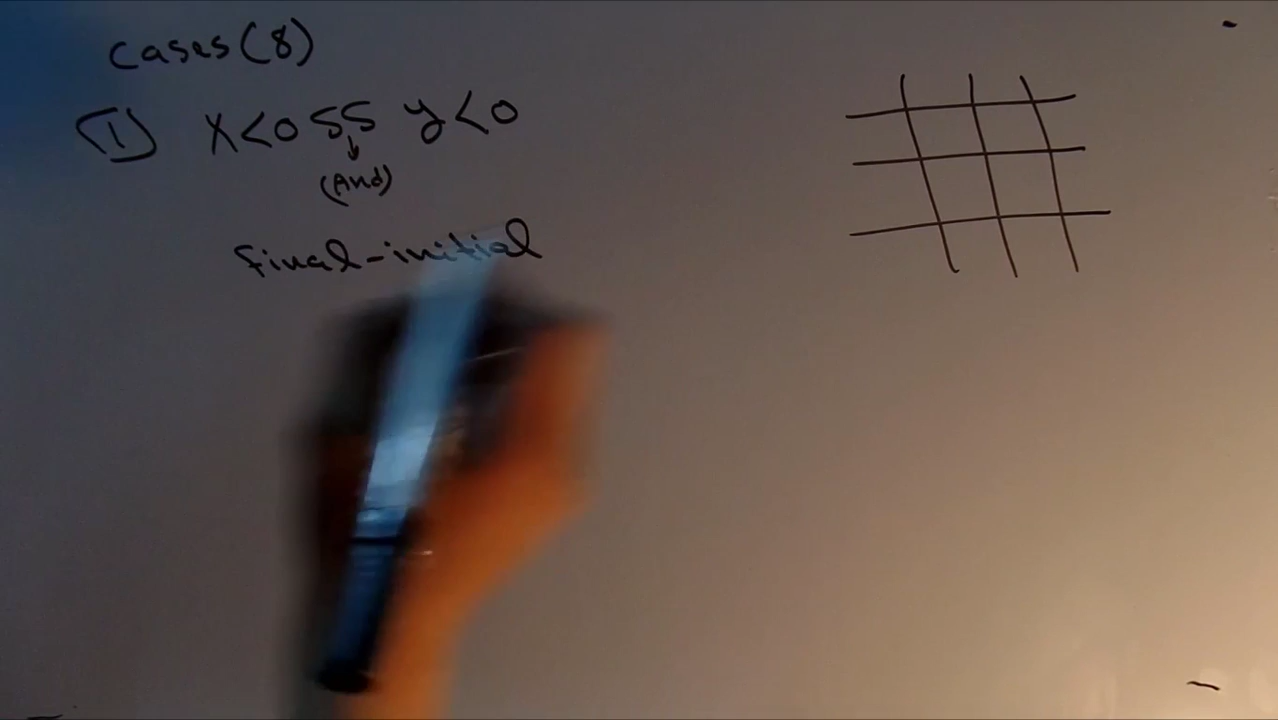 Cases(8)
(1) x<0 && y<0
(And)
final-initial